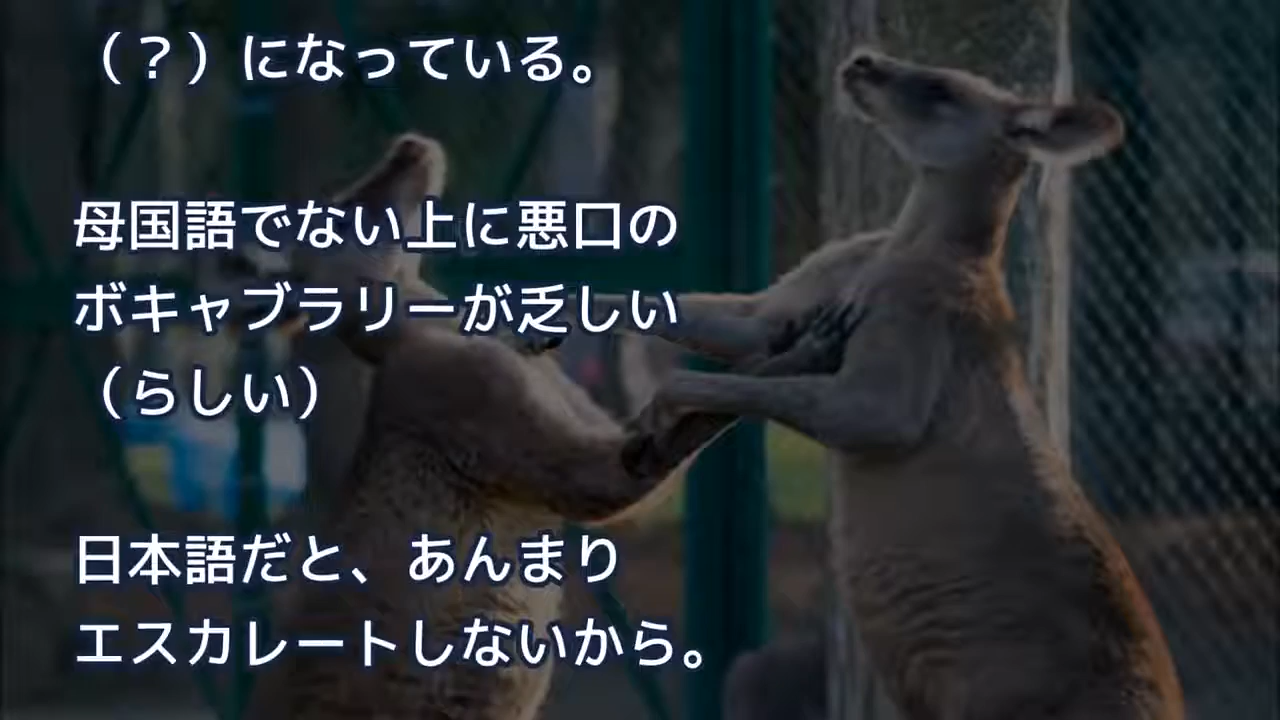 （？）になっている。
母国語でない上に悪口の
ボキャブラリーが乏しい
（らしい）
日本語だと、あんまり
エスカレートしないから。